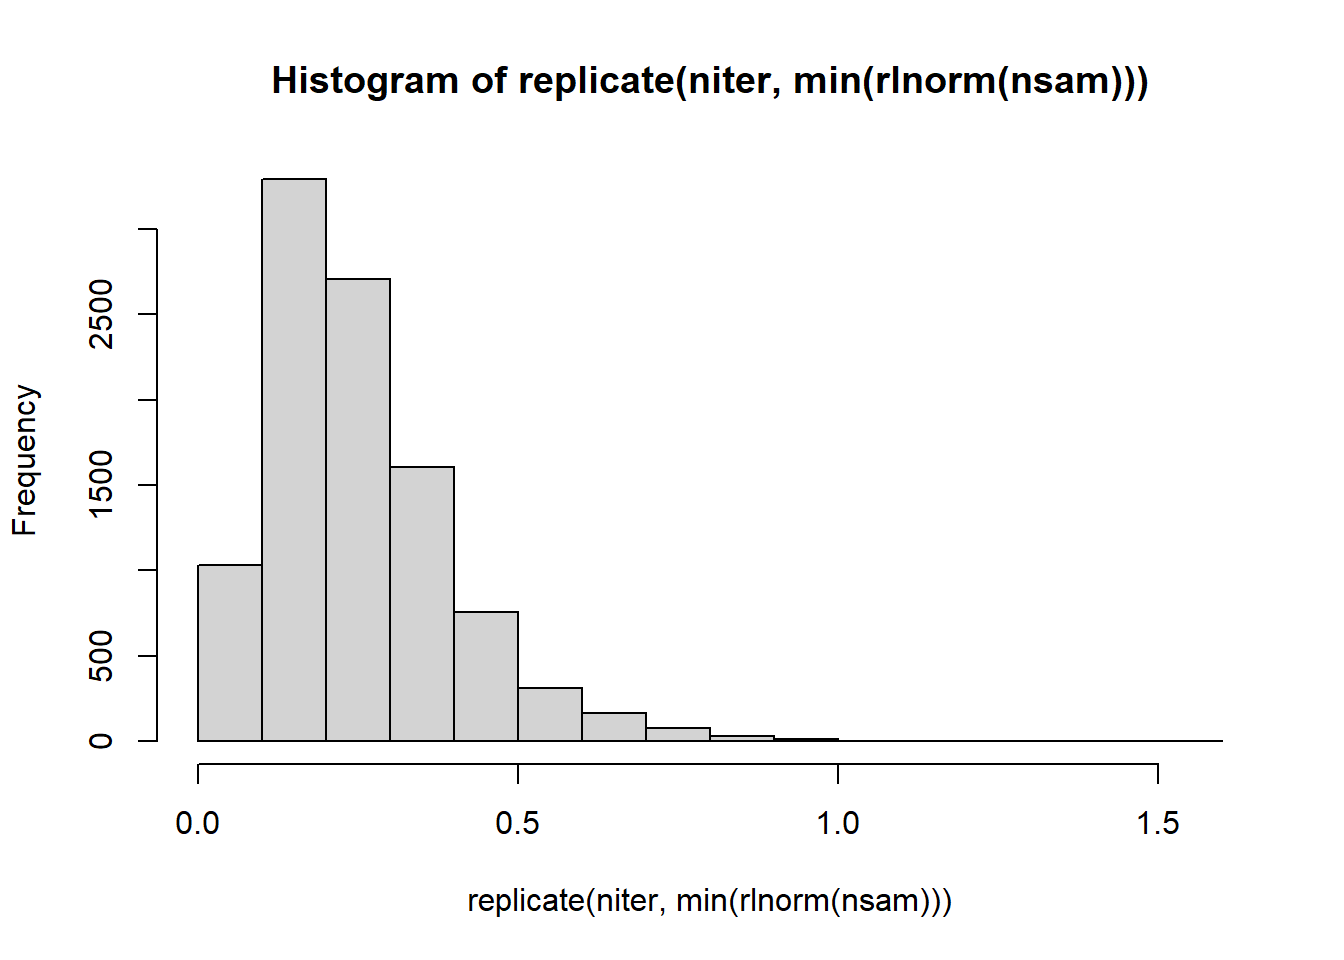 Histogram of replicate(niter, min(rlnorm(nsam)))
Frequency
2500
1500
500
0
0.0 0.5 1.0 1.5
replicate(niter, min(rlnorm(nsam)))